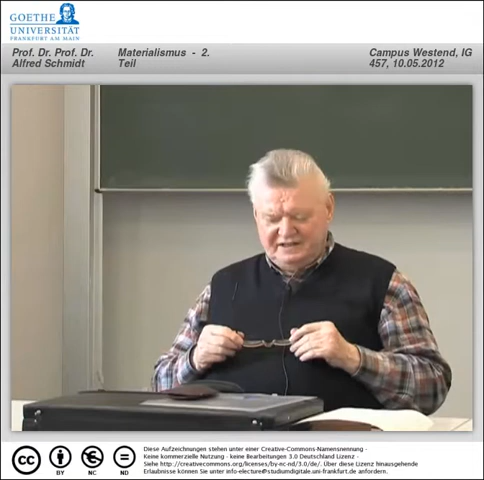 GOETHE
UNIVERSITÄT
FRANKFURT AM MAIN
Prof. Dr. Prof. Dr. Alfred Schmidt
Materialismus - 2. Teil
Campus Westend, IG 457, 10.05.2012
cc BY NC ND
Diese Aufzeichnungen stehen unter einer Creative-Commons-Namensnennung -
Keine kommerzielle Nutzung - keine Bearbeitungen 3.0 Deutschland Lizenz -
Siehe http://creativecommons.org/licenses/by-nc-nd/3.0/de/. Über diese Lizenz hinausgehende
Erlaubnisse können Sie unter info-electure@studiumdigitale.uni-frankfurt.de anfordern.